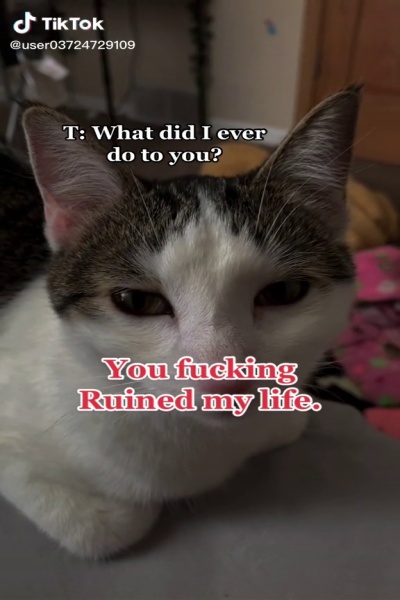 TikTok
@user03724729109
T: What did I ever
do to you?
You fucking
Ruined my life.